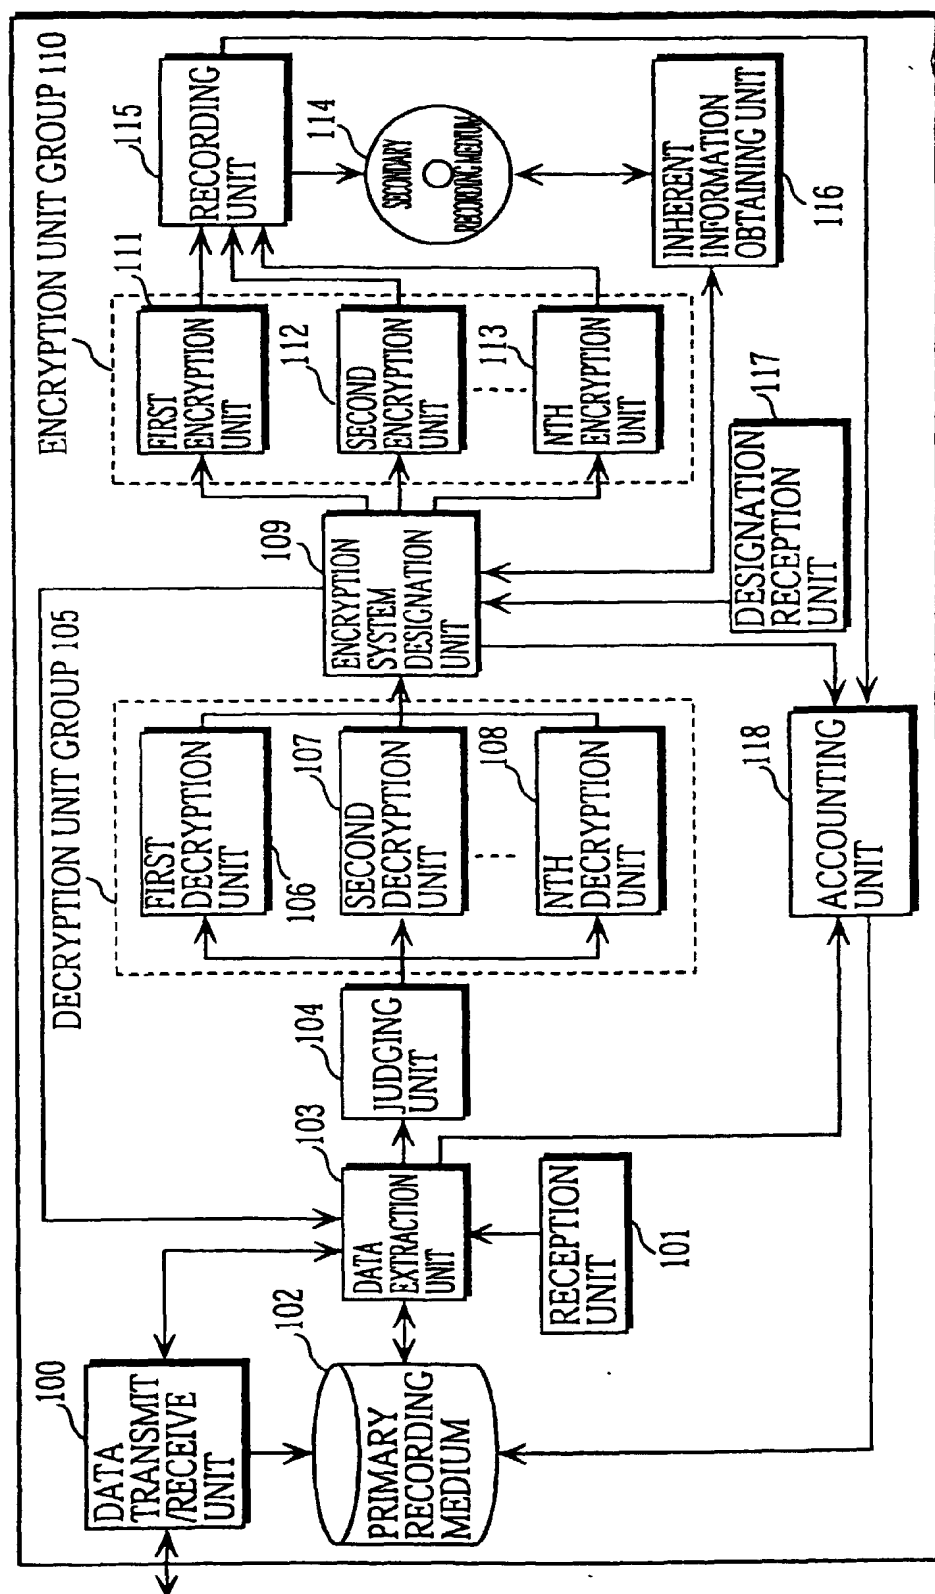 ENCRYPTION UNIT GROUP 110
DECRYPTION UNIT GROUP 105
100
DATA
TRANSMIT
/RECEIVE
UNIT
102
PRIMARY
RECORDING
MEDIUM
103
DATA
EXTRACTION
UNIT
RECEPTION
UNIT
101
104
JUDGING
UNIT
FIRST
DECRYPTION
UNIT
106
107
SECOND
DECRYPTION
UNIT
108
NTH
DECRYPTION
UNIT
109
ENCRYPTION
SYSTEM
DESIGNATION
UNIT
111
FIRST
ENCRYPTION
UNIT
112
SECOND
ENCRYPTION
UNIT
113
NTH
ENCRYPTION
UNIT
115
RECORDING
UNIT
114
SECONDARY
RECORDING MEDIUM
INHERENT
INFORMATION
OBTAINING UNIT
116
117
DESIGNATION
RECEPTION
UNIT
118
ACCOUNTING
UNIT